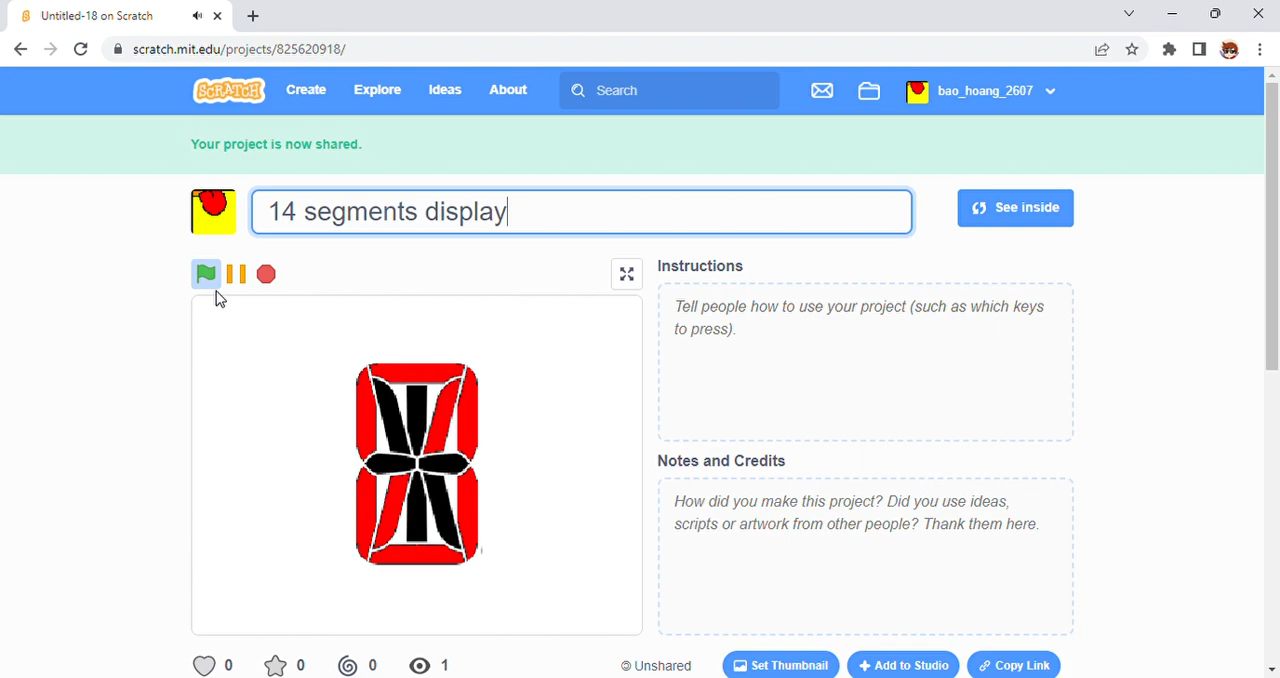 Untitled-18 on Scratch
scratch.mit.edu/projects/825620918/
SCRATCH Create Explore Ideas About Search bao_hoang_2607
Your project is now shared.
14 segments display
See inside
Instructions
Tell people how to use your project (such as which keys
to press).
Notes and Credits
How did you make this project? Did you use ideas,
scripts or artwork from other people? Thank them here.
0 0 0 1 Unshared Set Thumbnail Add to Studio Copy Link